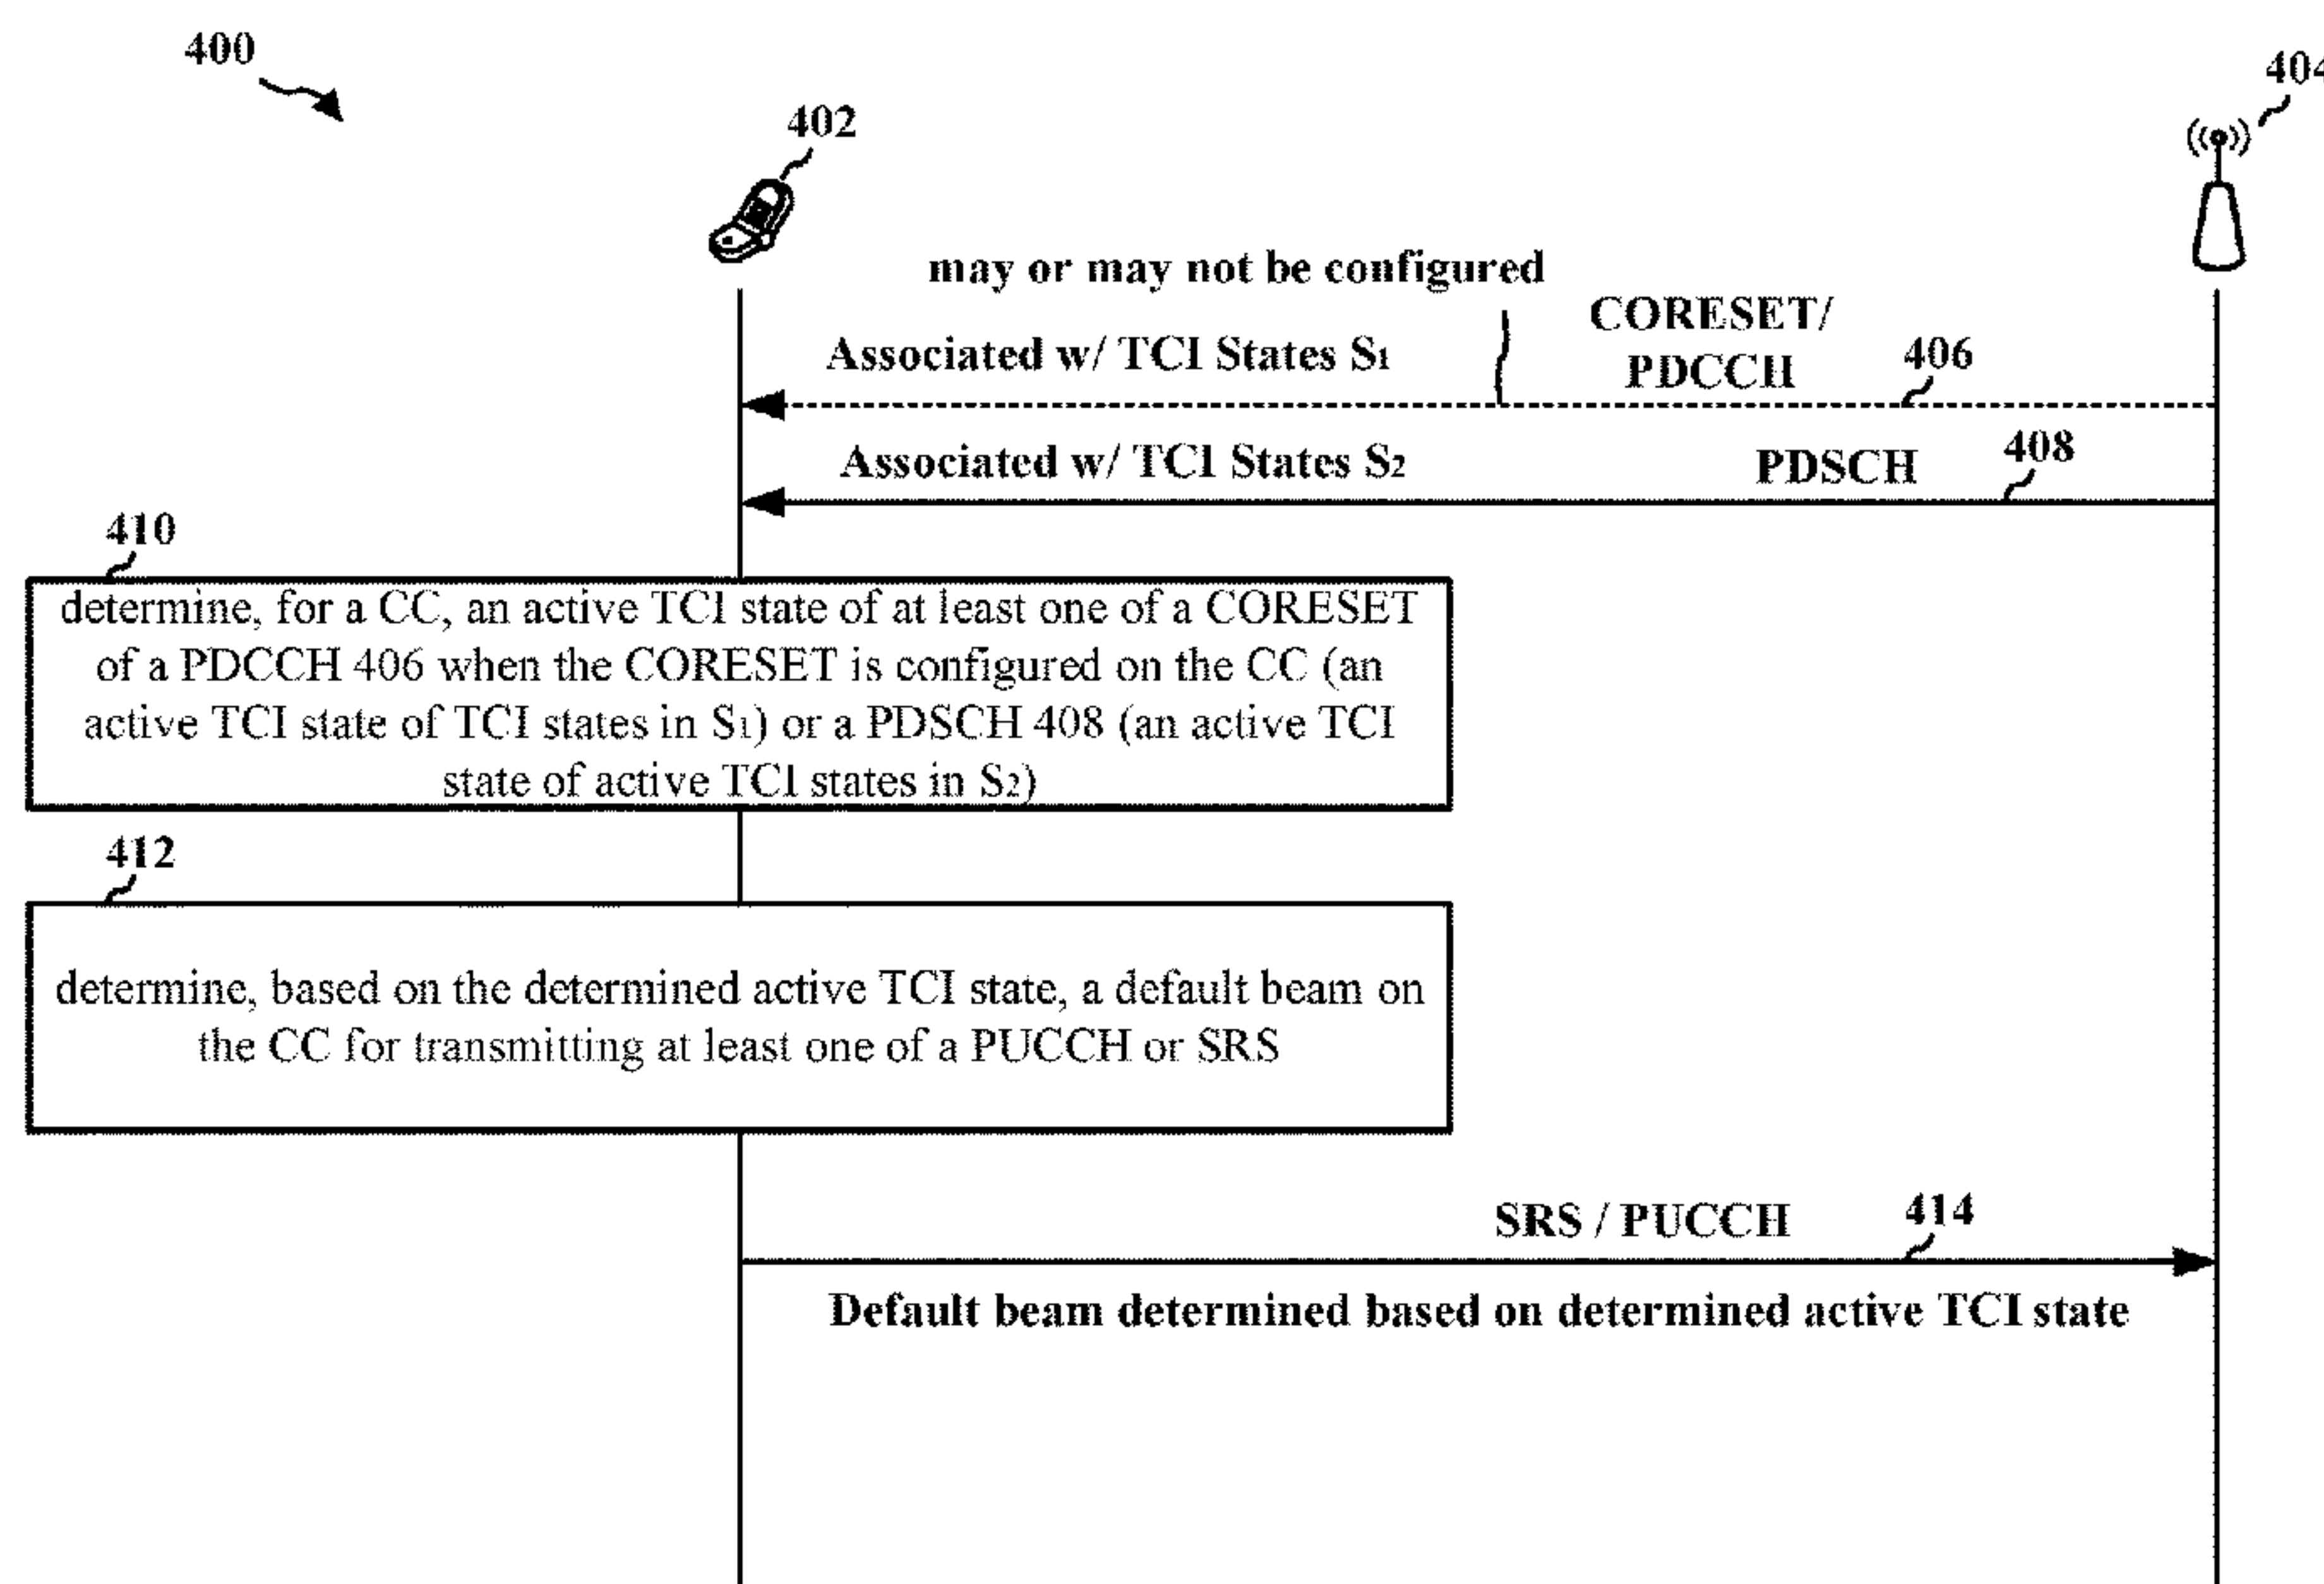 400
404
402
may or may not be configured
CORESET/
PDCCH
Associated w/ TCI States S1
406
Associated w/ TCI States S2
PDSCH
408
410
determine, for a CC, an active TCI state of at least one of a CORESET
of a PDCCH 406 when the CORESET is configured on the CC (an
active TCI state of TCI states in S1) or a PDSCH 408 (an active TCI
state of active TCI states in S2)
412
determine, based on the determined active TCI state, a default beam on
the CC for transmitting at least one of a PUCCH or SRS
SRS / PUCCH
414
Default beam determined based on determined active TCI state